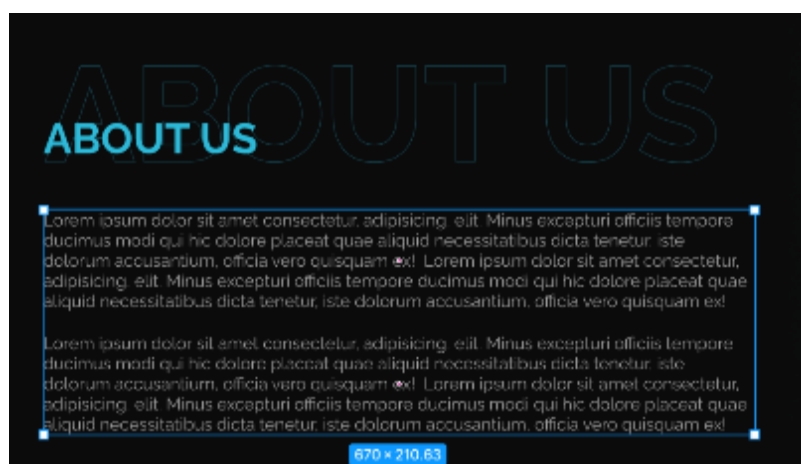 ABOUT US
ABOUT US
Lorem ipsum dolor sit amet consectetur, adipisicing elit. Minus excepturi officiis tempore
ducimus modi qui hic dolore placeat quae aliquid necessitatibus dicta tenetur, iste
dolorum accusantium, officia vero quisquam ex! Lorem ipsum dolor sit amet consectetur,
adipisicing elit. Minus excepturi officiis tempore ducimus modi qui hic dolore placeat quae
aliquid necessitatibus dicta tenetur, iste dolorum accusantium, officia vero quisquam ex!
Lorem ipsum dolor sit amet consectetur, adipisicing elit. Minus excepturi officiis tempore
ducimus modi qui hic dolore placeat quae aliquid necessitatibus dicta tenetur, iste
dolorum accusantium, officia vero quisquam ex! Lorem ipsum dolor sit amet consectetur,
adipisicing elit. Minus excepturi officiis tempore ducimus modi qui hic dolore placeat quae
aliquid necessitatibus dicta tenetur, iste dolorum accusantium, officia vero quisquam ex!
670 × 210.63